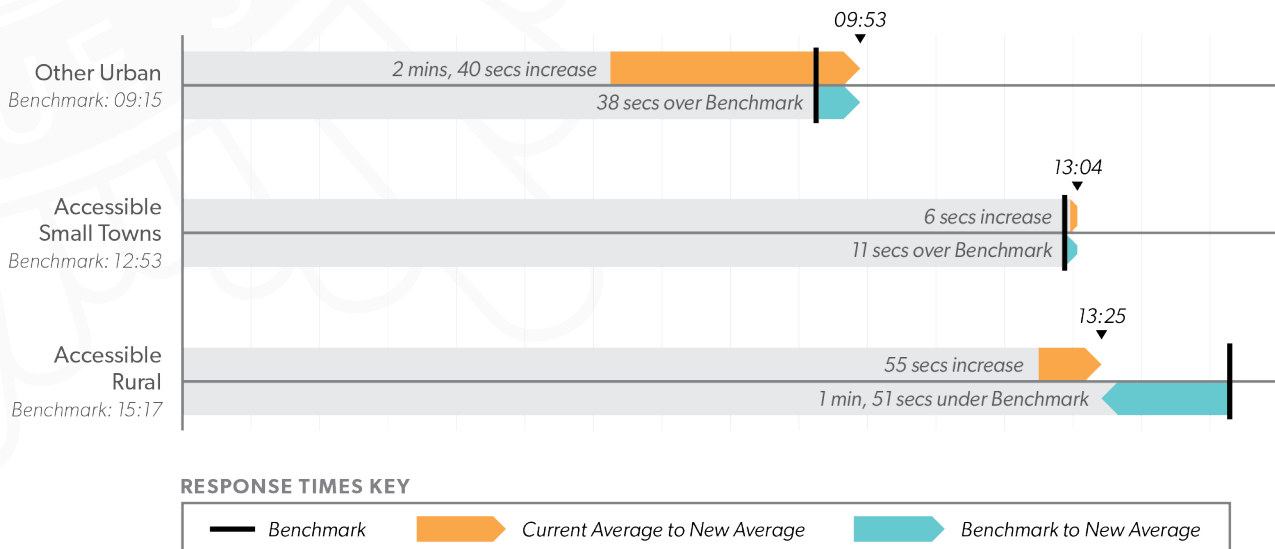 09:53
Other Urban
Benchmark: 09:15
2 mins, 40 secs increase
38 secs over Benchmark
13:04
Accessible
Small Towns
Benchmark: 12:53
6 secs increase
11 secs over Benchmark
13:25
Accessible
Rural
Benchmark: 15:17
55 secs increase
1 min, 51 secs under Benchmark
RESPONSE TIMES KEY
Benchmark
Current Average to New Average
Benchmark to New Average